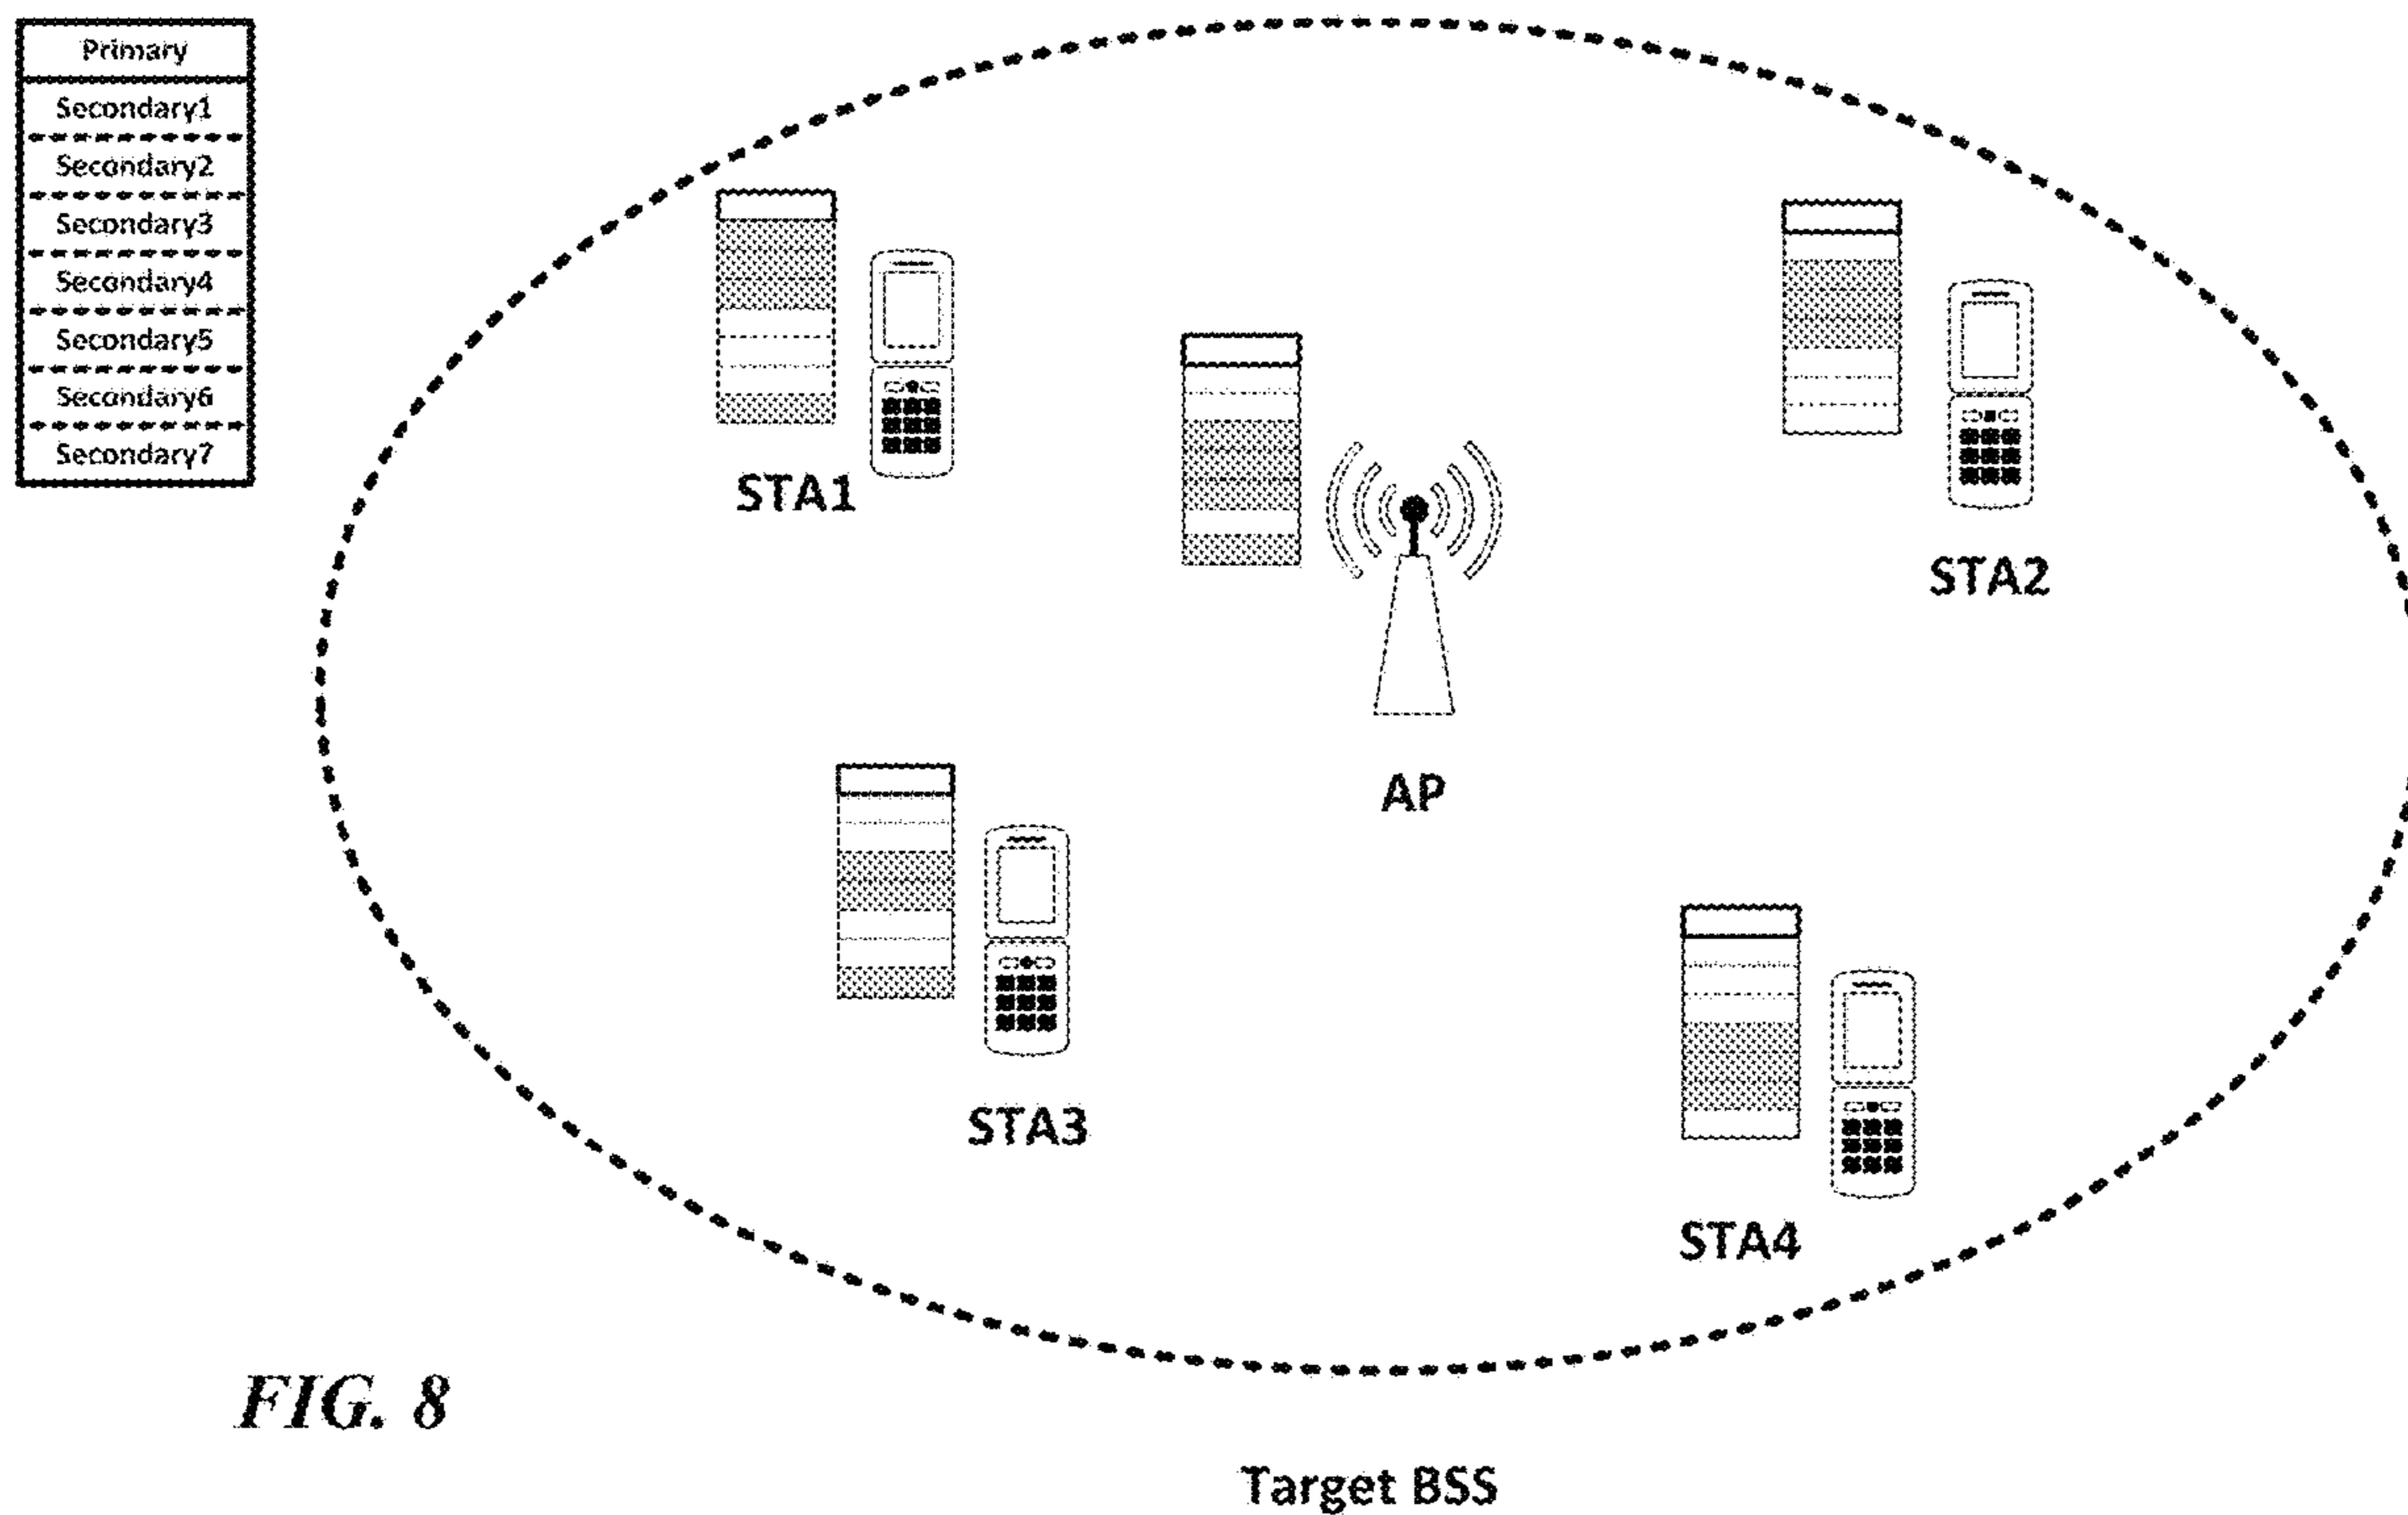 Primary
Secondary1
Secondary2
Secondary3
Secondary4
Secondary5
Secondary6
Secondary7
STA1
STA2
AP
STA3
STA4
FIG. 8
Target BSS